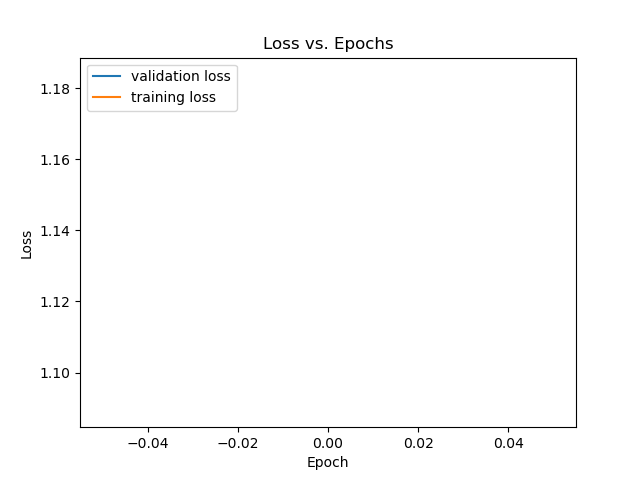 Loss vs. Epochs
validation loss
training loss
1.18
1.16
1.14
1.12
1.10
Loss
−0.04
−0.02
0.00
0.02
0.04
Epoch